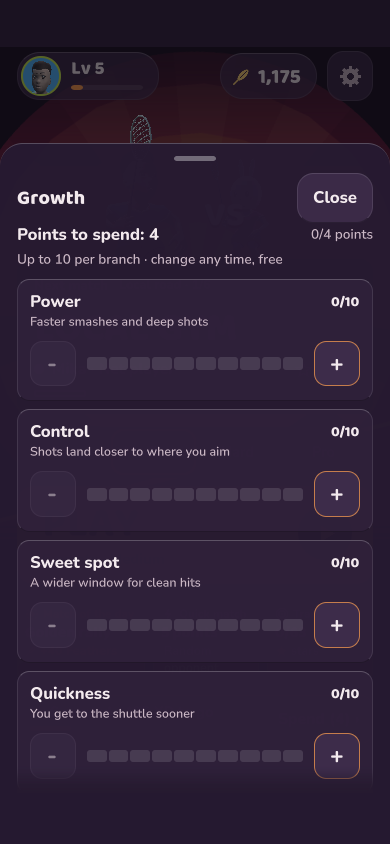 Lv 5
1,175
Growth
Close
Points to spend: 4
0/4 points
Up to 10 per branch · change any time, free
Power
0/10
Faster smashes and deep shots
-
+
Control
0/10
Shots land closer to where you aim
-
+
Sweet spot
0/10
A wider window for clean hits
-
+
Quickness
0/10
You get to the shuttle sooner
-
+